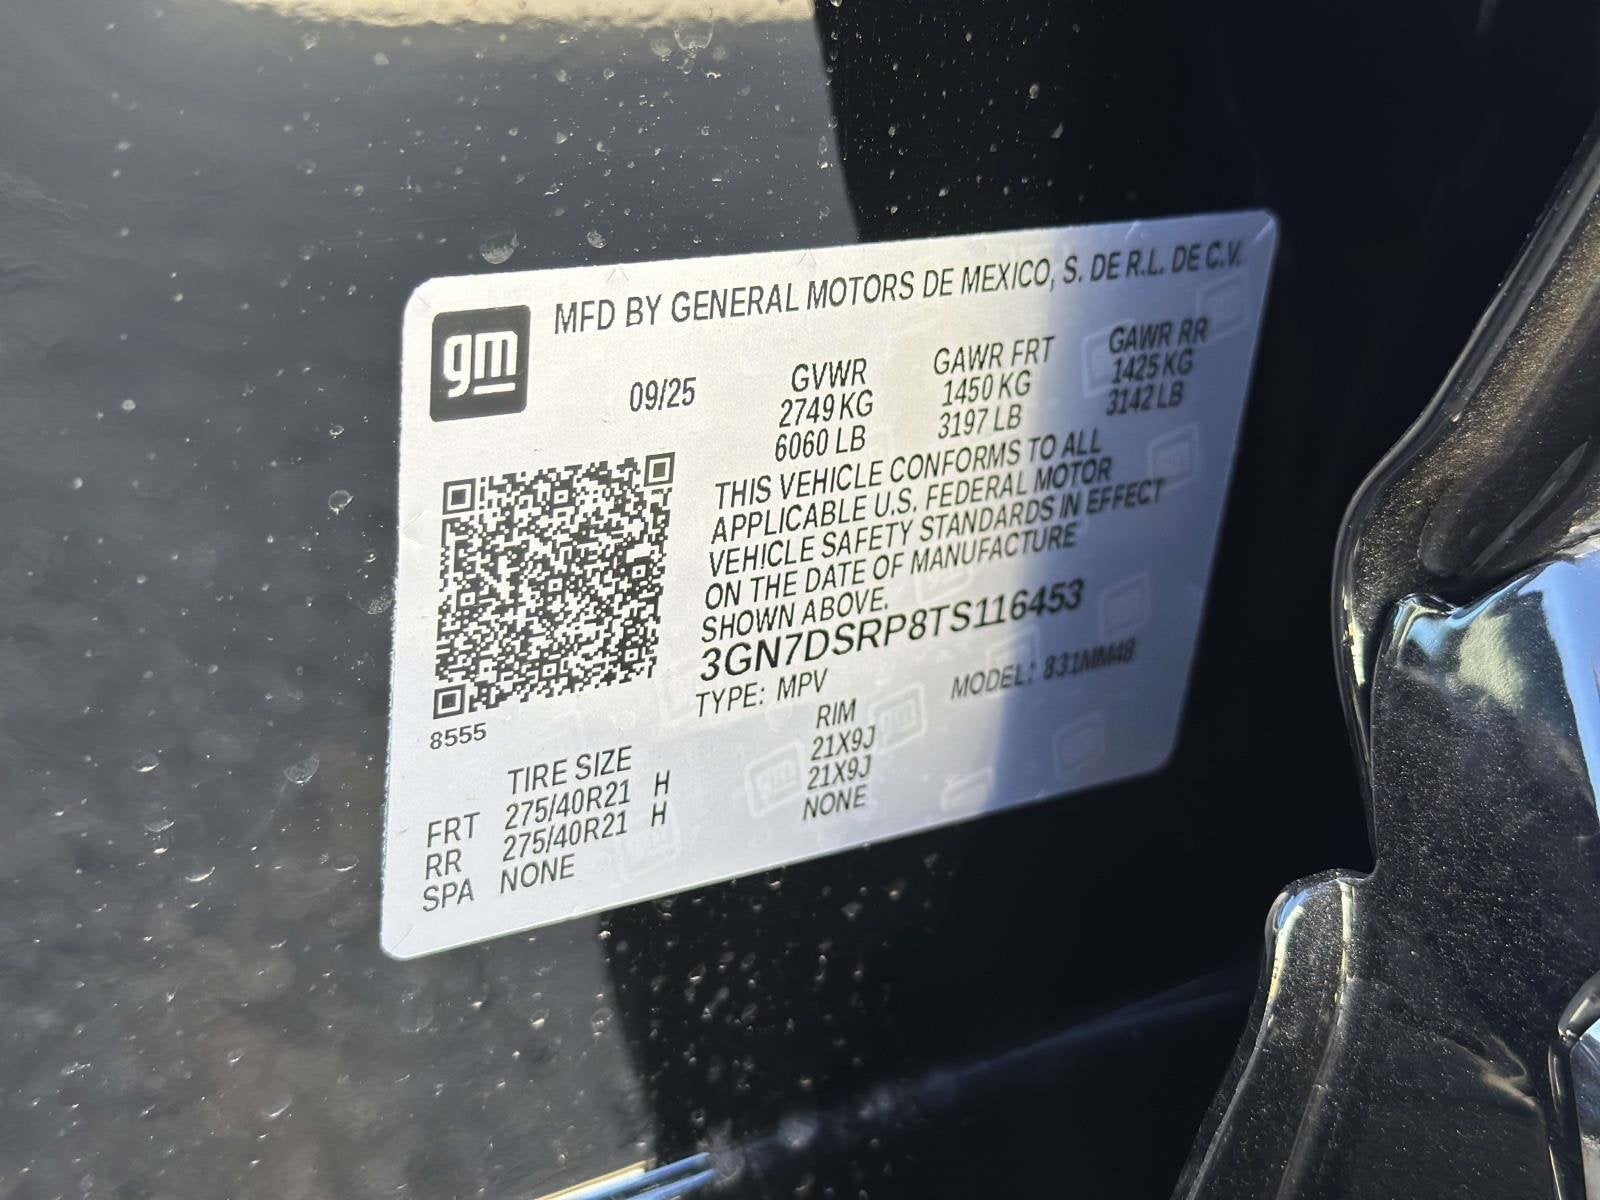 gm
MFD BY GENERAL MOTORS DE MEXICO, S. DE R.L. DE C.V.
09/25
GVWR
2749 KG
6060 LB
GAWR FRT
1450 KG
3197 LB
GAWR RR
1425 KG
3142 LB
THIS VEHICLE CONFORMS TO ALL
APPLICABLE U.S. FEDERAL MOTOR
VEHICLE SAFETY STANDARDS IN EFFECT
ON THE DATE OF MANUFACTURE
SHOWN ABOVE.
3GN7DSRP8TS116453
TYPE: MPV MODEL: 831MM48
8555
TIRE SIZE RIM
FRT 275/40R21 H 21X9J
RR 275/40R21 H 21X9J
SPA NONE NONE